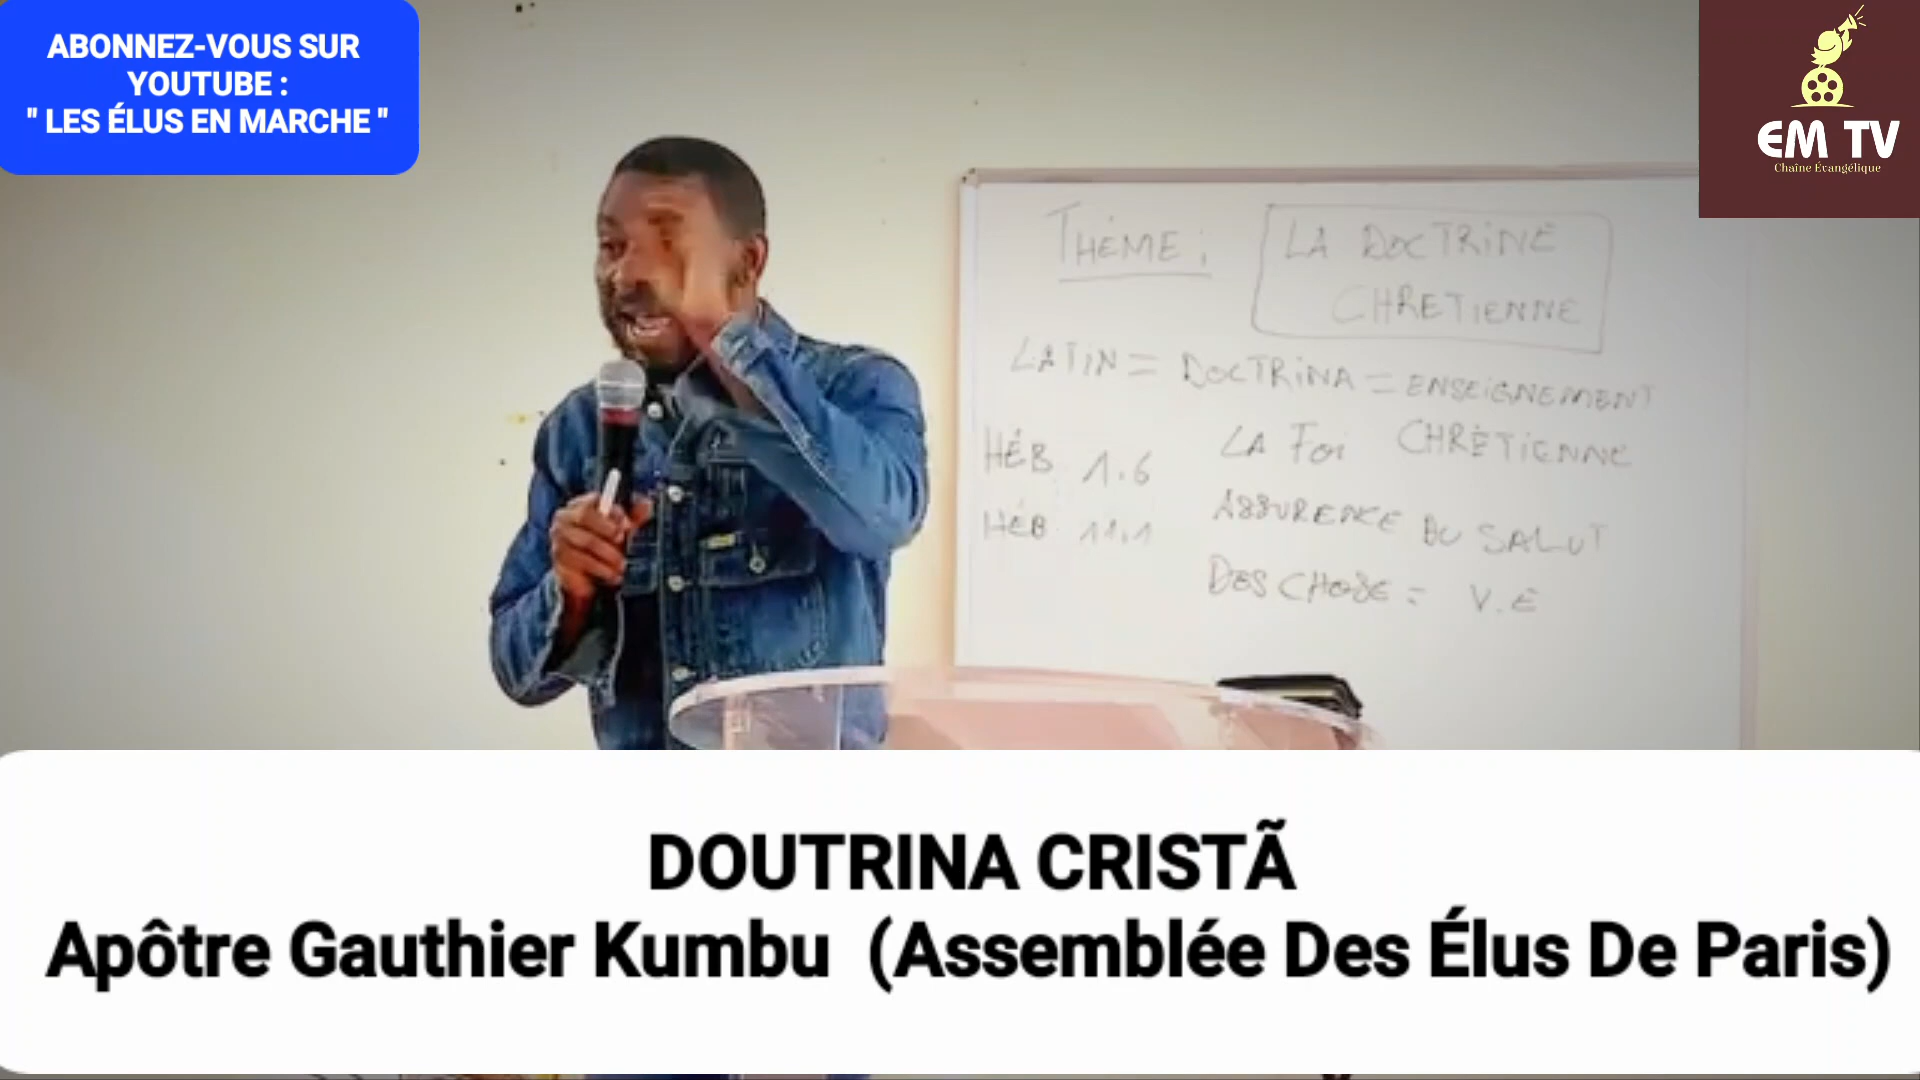 ABONNEZ-VOUS SUR
YOUTUBE :
" LES ÉLUS EN MARCHE "
EM TV
Chaîne Évangélique
THÈME : LA DOCTRINE
CHRETIENNE
LATIN = DOCTRINA = ENSEIGNEMENT
HÉB 1.6 LA FOI CHRÈTIENNE
HÉB 11.1 ASSURENCE DU SALUT
DES CHOSE = V.E
DOUTRINA CRISTÃ
Apôtre Gauthier Kumbu (Assemblée Des Élus De Paris)